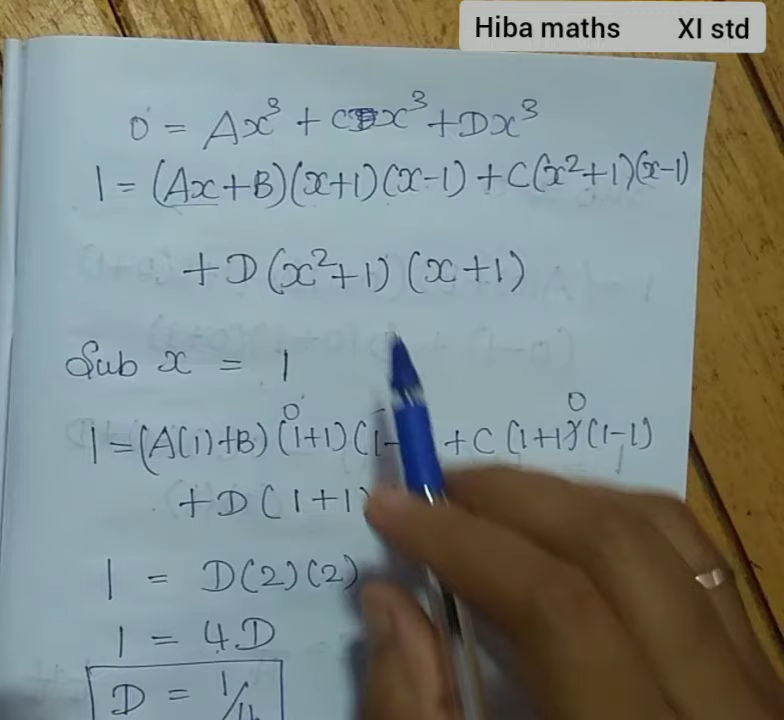 Hiba maths XI std
0 = Ax³ + Cx³ + Dx³
1 = (Ax+B)(x+1)(x-1) + C(x²+1)(x-1)
+ D(x²+1)(x+1)
Sub x = 1
0 0
1 = (A(1)+B)(1+1)(1- + C(1+1)(1-1)
+ D(1+1)
1 = D(2)(2)
1 = 4D
D = 1/4